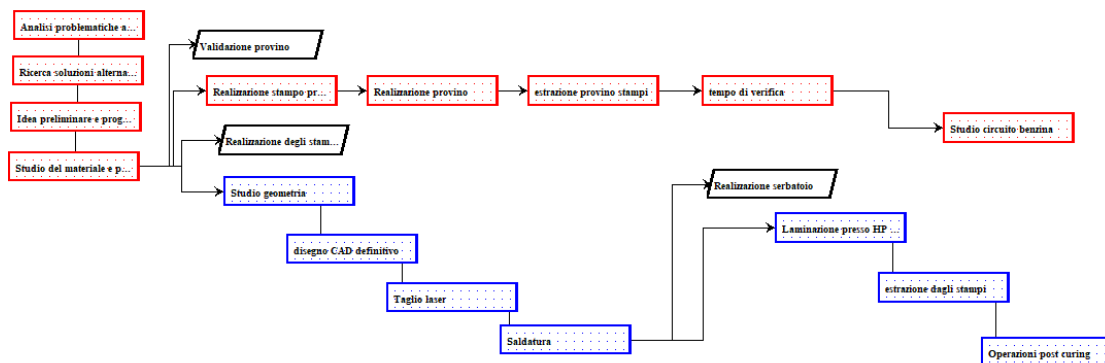 Analisi problematiche a...
Validazione provino
Ricerca soluzioni alterna...
Realizzazione stampo pr...
Realizzazione provino
estrazione provino stampi
tempo di verifica
Idea preliminare e prog...
Studio circuito benzina
Realizzazione degli stam...
Studio del materiale e p...
Studio geometria
Realizzazione serbatoio
Laminazione presso HP ...
disegno CAD definitivo
estrazione dagli stampi
Taglio laser
Saldatura
Operazioni post curing